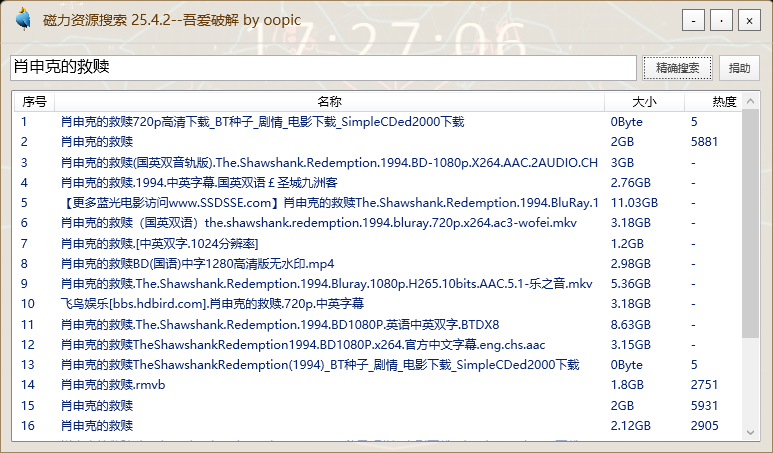 磁力资源搜索 25.4.2--吾爱破解 by oopic
17:27:06
肖申克的救赎 精确搜索 捐助
序号 名称 大小 热度
1 肖申克的救赎720p高清下载_BT种子_剧情_电影下载_SimpleCDed2000下载 0Byte 5
2 肖申克的救赎 2GB 5881
3 肖申克的救赎(国英双音轨版).The.Shawshank.Redemption.1994.BD-1080p.X264.AAC.2AUDIO.CH 3GB -
4 肖申克的救赎.1994.中英字幕.国英双语￡圣城九洲客 2.76GB -
5 【更多蓝光电影访问www.SSDSSE.com】肖申克的救赎The.Shawshank.Redemption.1994.BluRay.1 11.03GB -
6 肖申克的救赎（国英双语）the.shawshank.redemption.1994.bluray.720p.x264.ac3-wofei.mkv 3.18GB -
7 肖申克的救赎.[中英双字.1024分辨率] 1.2GB -
8 肖申克的救赎BD(国语)中字1280高清版无水印.mp4 2.98GB -
9 肖申克的救赎.The.Shawshank.Redemption.1994.Bluray.1080p.H265.10bits.AAC.5.1-乐之音.mkv 5.36GB -
10 飞鸟娱乐[bbs.hdbird.com].肖申克的救赎.720p.中英字幕 3.18GB -
11 肖申克的救赎.The.Shawshank.Redemption.1994.BD1080P.英语中英双字.BTDX8 8.63GB -
12 肖申克的救赎TheShawshankRedemption1994.BD1080P.x264.官方中文字幕.eng.chs.aac 3.15GB -
13 肖申克的救赎TheShawshankRedemption(1994)_BT种子_剧情_电影下载_SimpleCDed2000下载 0Byte 5
14 肖申克的救赎.rmvb 1.8GB 2751
15 肖申克的救赎 2GB 5931
16 肖申克的救赎 2.12GB 2905